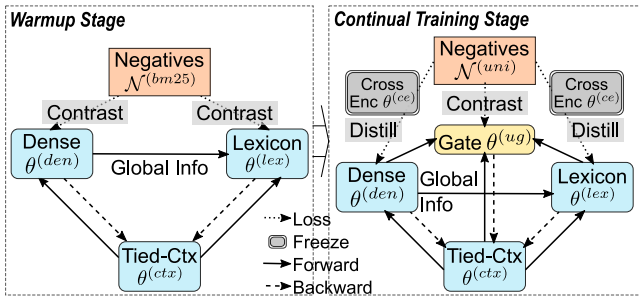 Warmup Stage
Negatives
𝒩^(bm25)
Contrast
Contrast
Dense
θ^(den)
Global Info
Lexicon
θ^(lex)
Tied-Ctx
θ^(ctx)
Loss
Freeze
Forward
Backward
Continual Training Stage
Negatives
𝒩^(uni)
Cross
Enc θ^(ce)
Cross
Enc θ^(ce)
Contrast
Distill
Distill
Gate θ^(ug)
Dense
θ^(den)
Global
Info
Lexicon
θ^(lex)
Tied-Ctx
θ^(ctx)